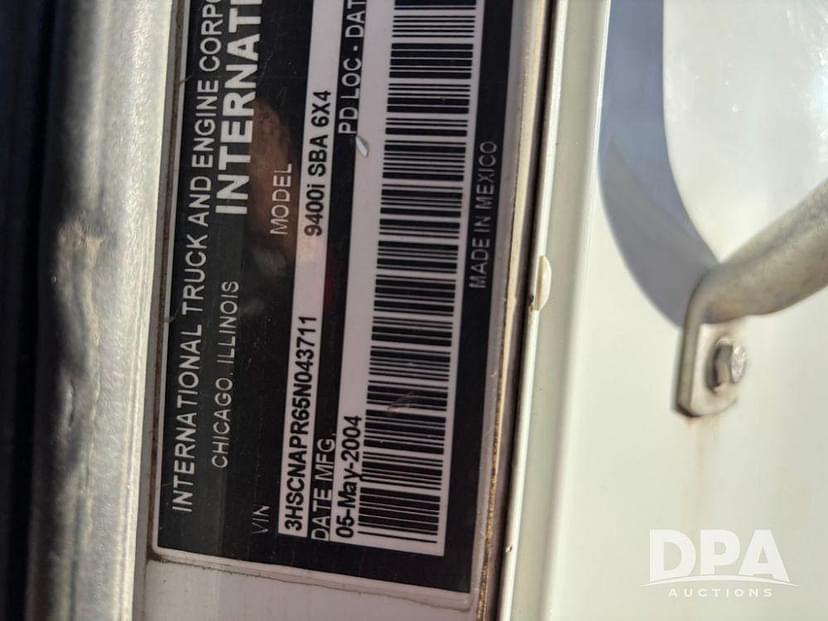 INTERNATIONAL TRUCK AND ENGINE CORPO
CHICAGO, ILLINOIS
INTERNATI
VIN
MODEL
3HSCNAPR65N043711
9400i SBA 6X4
DATE MFG.
PD LOC - DAT
05-May-2004
MADE IN MEXICO
DPA
AUCTIONS